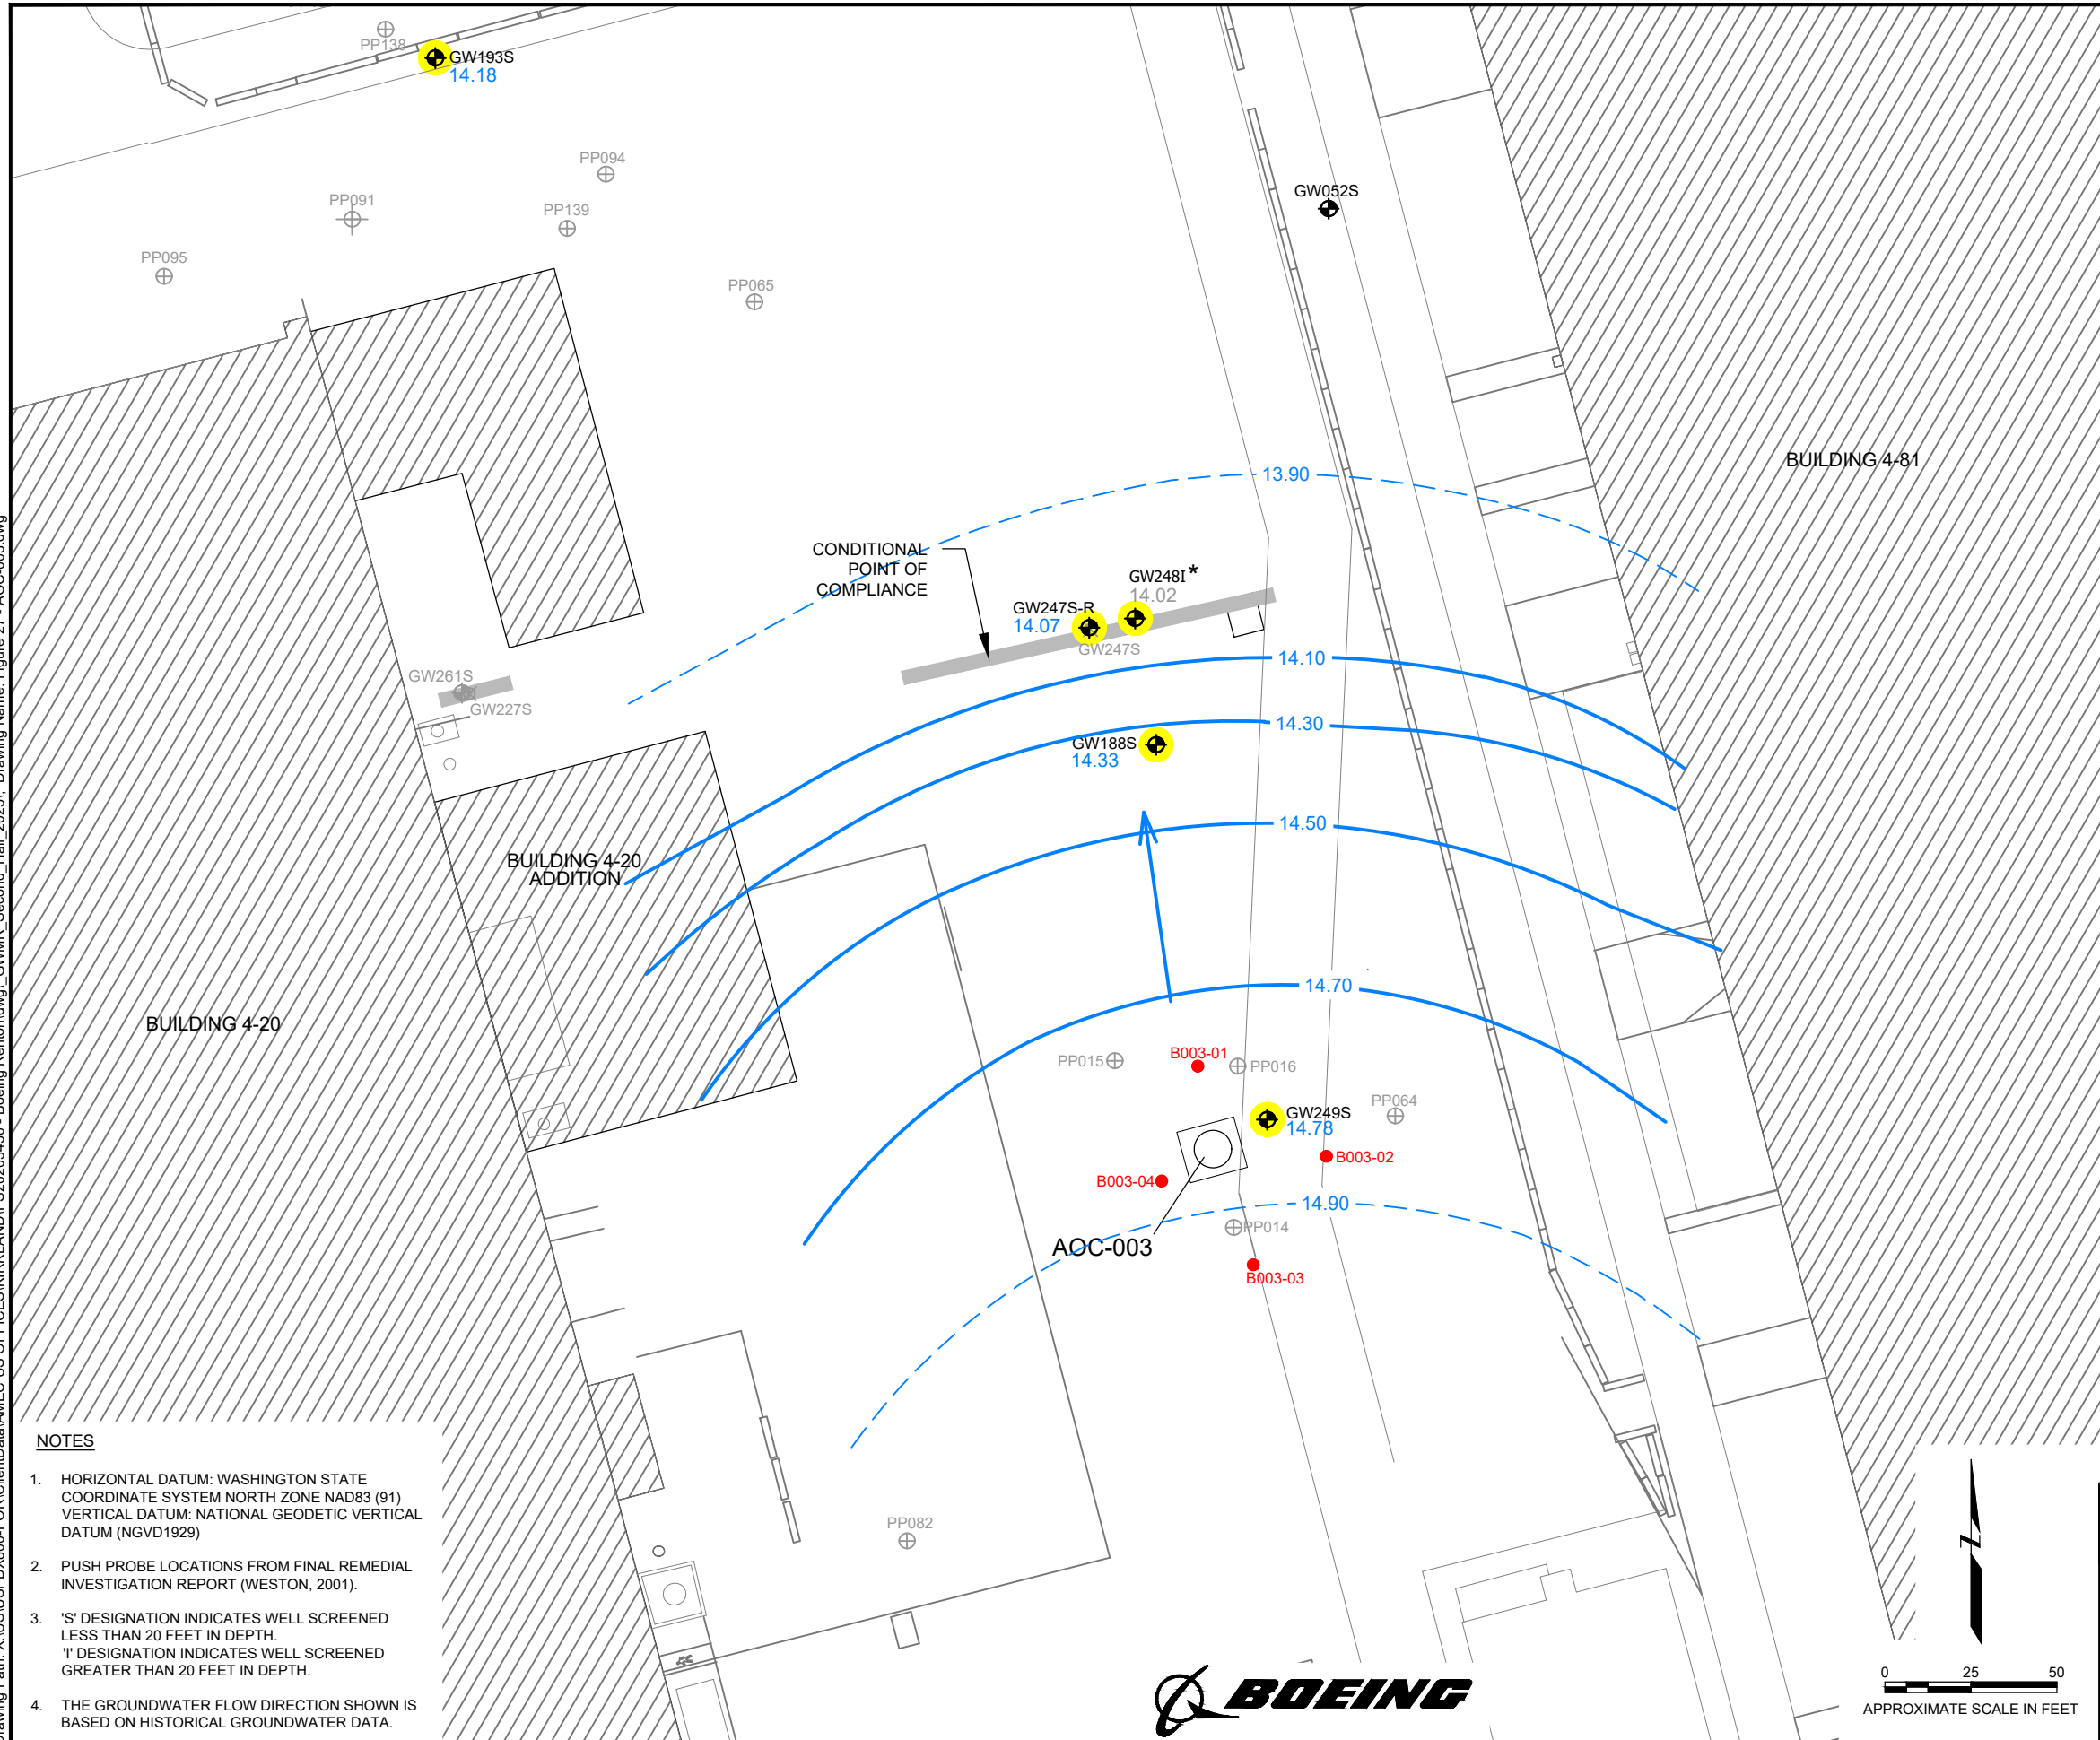 PP138
GW193S
14.18
PP094
PP091
PP139
GW052S
PP095
PP065
BUILDING 4-81
13.90
CONDITIONAL
POINT OF
COMPLIANCE
GW248I*
14.02
GW247S-R
14.07
GW247S
14.10
GW261S
GW227S
14.30
GW188S
14.33
14.50
BUILDING 4-20
ADDITION
14.70
BUILDING 4-20
PP015
B003-01
PP016
GW249S
14.78
PP064
B003-02
B003-04
14.90
PP014
AOC-003
B003-03
PP082
NOTES
1. HORIZONTAL DATUM: WASHINGTON STATE
COORDINATE SYSTEM NORTH ZONE NAD83 (91)
VERTICAL DATUM: NATIONAL GEODETIC VERTICAL
DATUM (NGVD1929)
2. PUSH PROBE LOCATIONS FROM FINAL REMEDIAL
INVESTIGATION REPORT (WESTON, 2001).
3. 'S' DESIGNATION INDICATES WELL SCREENED
LESS THAN 20 FEET IN DEPTH.
'I' DESIGNATION INDICATES WELL SCREENED
GREATER THAN 20 FEET IN DEPTH.
4. THE GROUNDWATER FLOW DIRECTION SHOWN IS
BASED ON HISTORICAL GROUNDWATER DATA.
BOEING
N
0 25 50
APPROXIMATE SCALE IN FEET